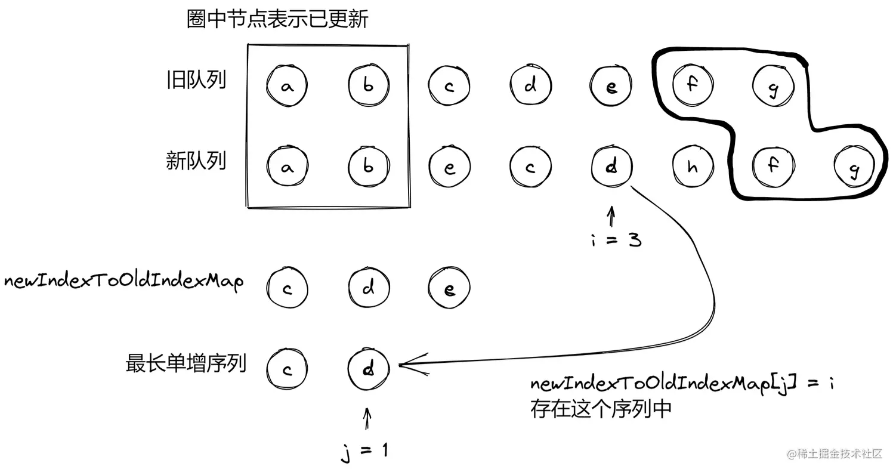 圈中节点表示已更新
旧队列 a b c d e f g
新队列 a b e c d h f g
i = 3
newIndexToOldIndexMap c d e
最长单增序列 c d
newIndexToOldIndexMap[j] = i
存在这个序列中
j = 1
@稀土掘金技术社区